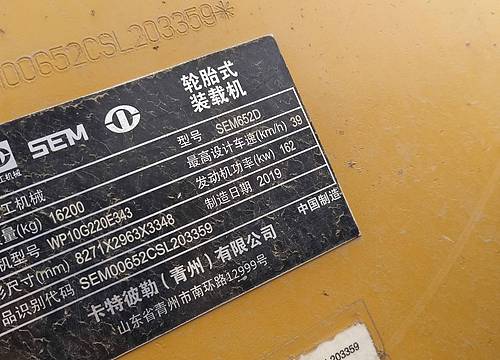 00652CSL203359*
轮胎式
装载机
SEM
工机械
型号 SEM652D
工机械
最高设计车速(km/h) 39
量(kg) 16200
发动机功率(kw) 162
机型号 WP10G220E343
制造日期 2019
形尺寸(mm) 8271X2963X3348
中国制造
品识别代码 SEM00652CSL203359
卡特彼勒(青州)有限公司
山东省青州市南环路12999号
203359